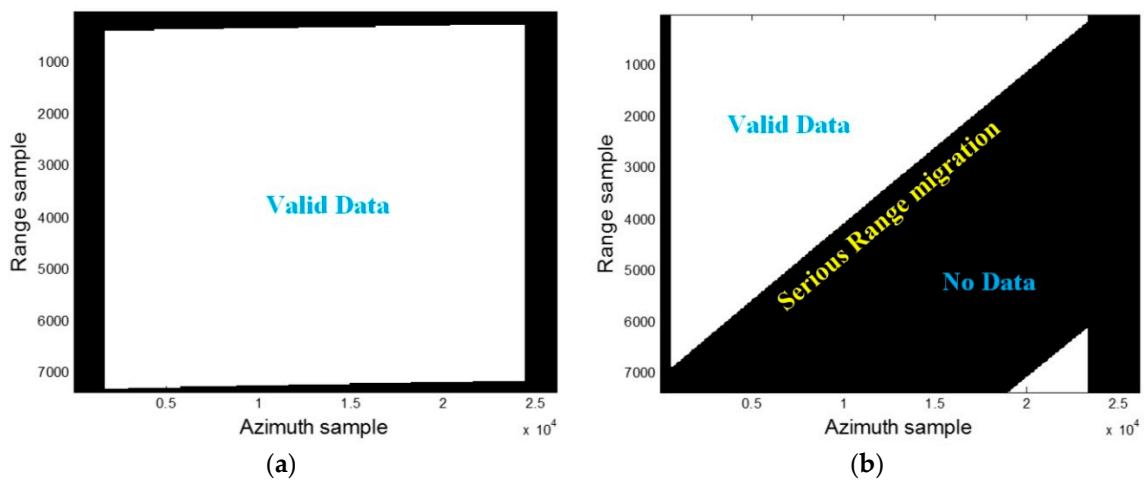 1000
2000
3000
4000
5000
6000
7000
Range sample
Valid Data
0.5
1
1.5
2
2.5
x 10^4
Azimuth sample
(a)
1000
2000
3000
4000
5000
6000
7000
Range sample
Valid Data
Serious Range migration
No Data
0.5
1
1.5
2
2.5
x 10^4
Azimuth sample
(b)